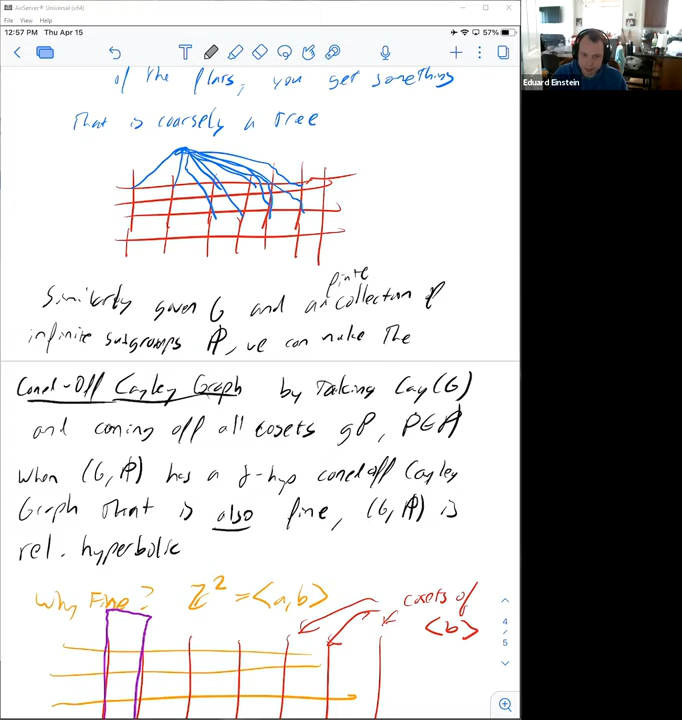 AirServer® Universal (x64)
File View Help
12:57 PM Thu Apr 15
57%
T
Eduard Einstein
of the flats, you get something
That is coarsely a Tree
finite
Similarly given G and an collection of
infinite subgroups P, we can make The
Coned-Off Cayley Graph by Taking Cay(G)
and coning off all cosets gP, P∈P
When (G,P) has a δ-hyp coned off Cayley
Graph That is also fine, (G,P) is
rel. hyperbolic
Why Fine? Z² = <a,b>
cosets of
<b>
4
/
5